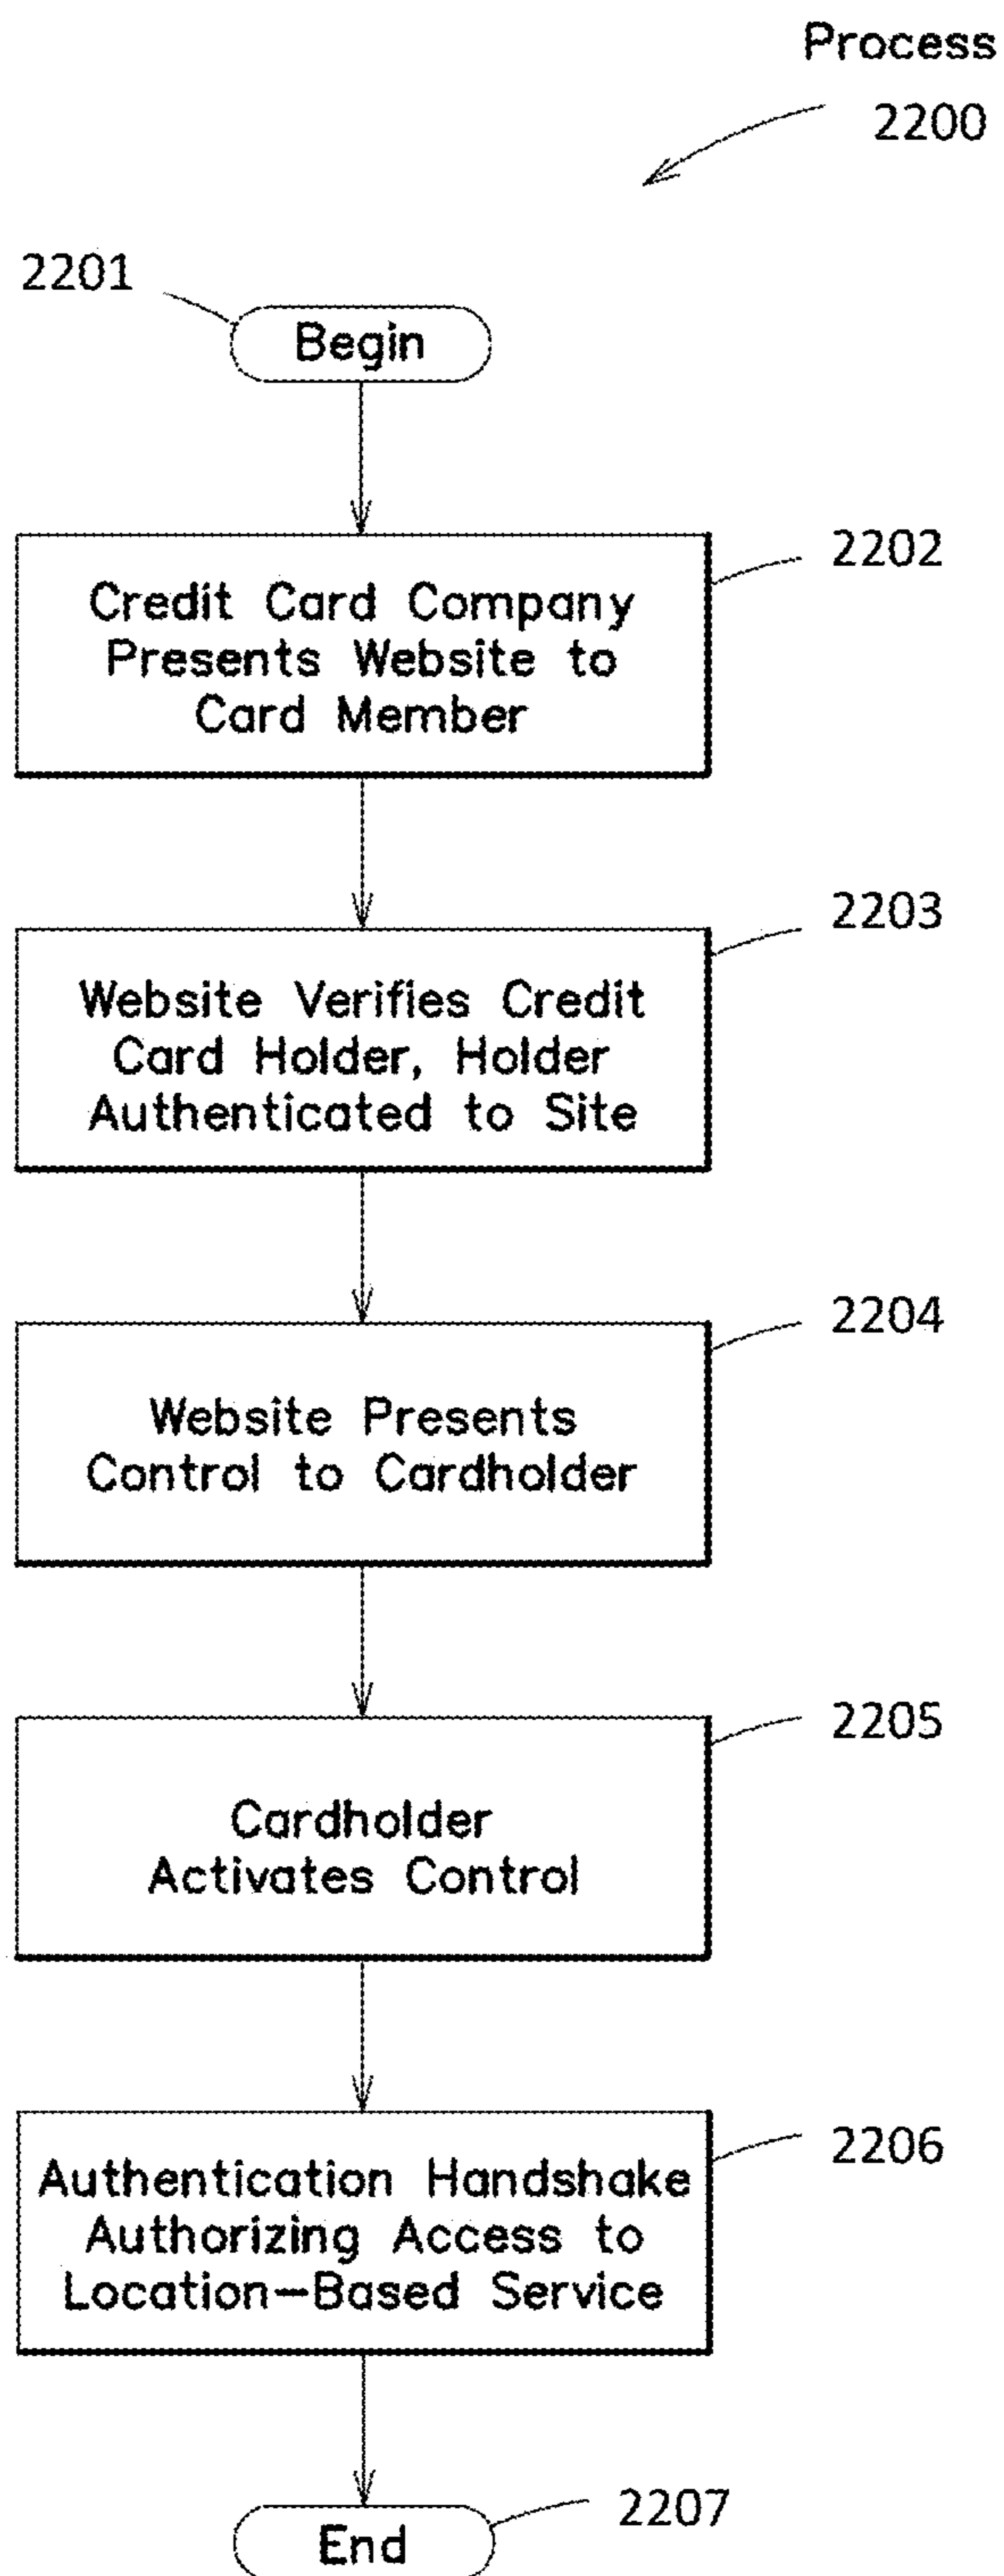 Process
2200
2201
Begin
2202
Credit Card Company
Presents Website to
Card Member
2203
Website Verifies Credit
Card Holder, Holder
Authenticated to Site
2204
Website Presents
Control to Cardholder
2205
Cardholder
Activates Control
2206
Authentication Handshake
Authorizing Access to
Location-Based Service
2207
End